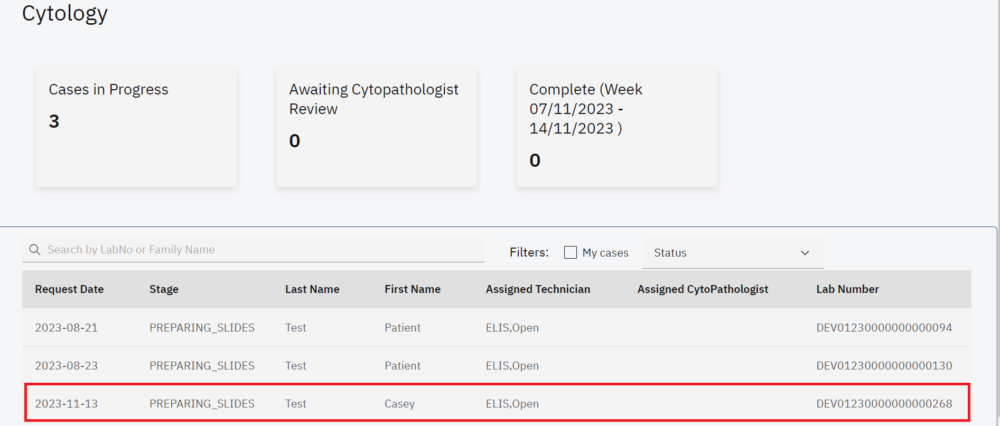 Cytology
Cases in Progress
3
Awaiting Cytopathologist
Review
0
Complete (Week
07/11/2023 -
14/11/2023 )
0
Search by LabNo or Family Name
Filters: My cases Status
Request Date Stage Last Name First Name Assigned Technician Assigned CytoPathologist Lab Number
2023-08-21 PREPARING_SLIDES Test Patient ELIS,Open DEV01230000000000094
2023-08-23 PREPARING_SLIDES Test Patient ELIS,Open DEV01230000000000130
2023-11-13 PREPARING_SLIDES Test Casey ELIS,Open DEV01230000000000268